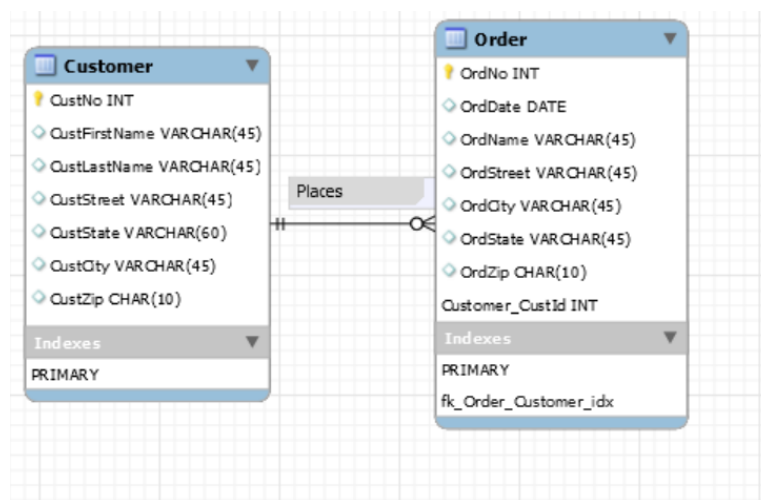 Customer
CustNo INT
CustFirstName VARCHAR(45)
CustLastName VARCHAR(45)
CustStreet VARCHAR(45)
CustState VARCHAR(60)
CustCity VARCHAR(45)
CustZip CHAR(10)
Indexes
PRIMARY
Places
Order
OrdNo INT
OrdDate DATE
OrdName VARCHAR(45)
OrdStreet VARCHAR(45)
OrdCity VARCHAR(45)
OrdState VARCHAR(45)
OrdZip CHAR(10)
Customer_CustId INT
Indexes
PRIMARY
fk_Order_Customer_idx